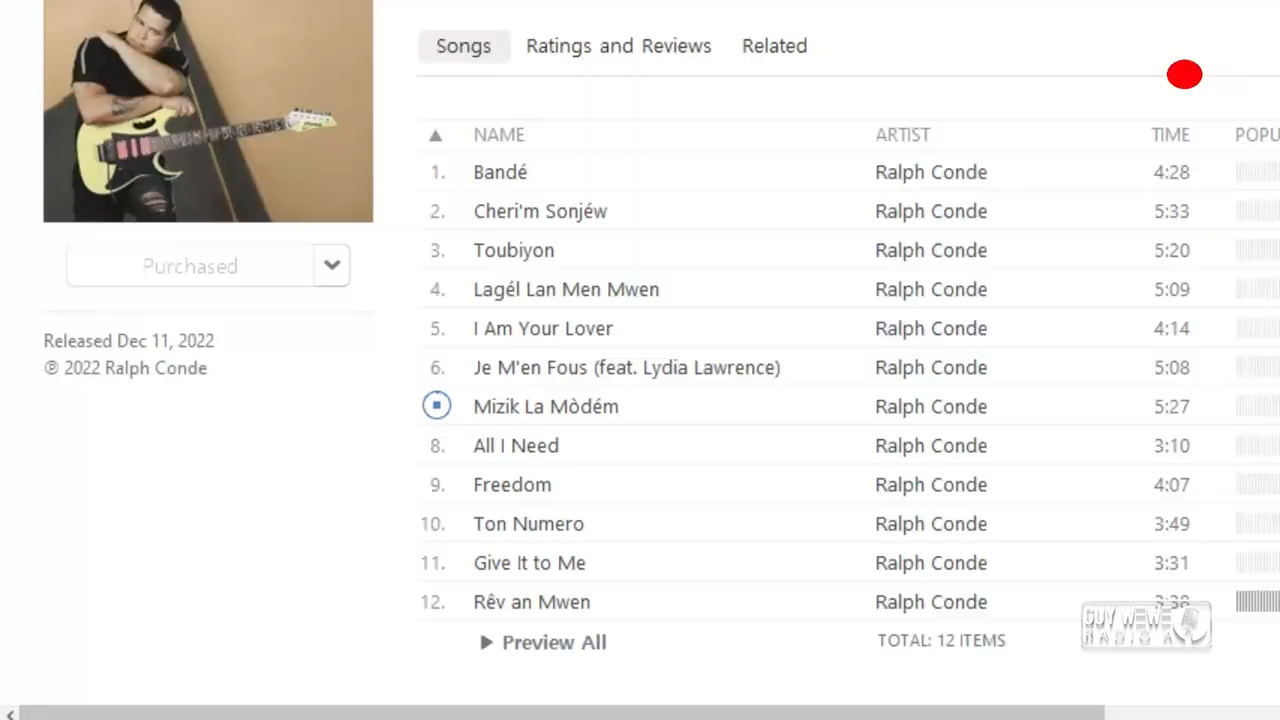 Songs Ratings and Reviews Related
▲ NAME ARTIST TIME POPU
1. Bandé Ralph Conde 4:28
2. Cheri'm Sonjéw Ralph Conde 5:33
3. Toubiyon Ralph Conde 5:20
4. Lagél Lan Men Mwen Ralph Conde 5:09
5. I Am Your Lover Ralph Conde 4:14
6. Je M'en Fous (feat. Lydia Lawrence) Ralph Conde 5:08
Mizik La Mòdém Ralph Conde 5:27
8. All I Need Ralph Conde 3:10
9. Freedom Ralph Conde 4:07
10. Ton Numero Ralph Conde 3:49
11. Give It to Me Ralph Conde 3:31
12. Rêv an Mwen Ralph Conde 3:38
▶ Preview All TOTAL: 12 ITEMS
Purchased
Released Dec 11, 2022
℗ 2022 Ralph Conde
GUY WEWE
RADIO A